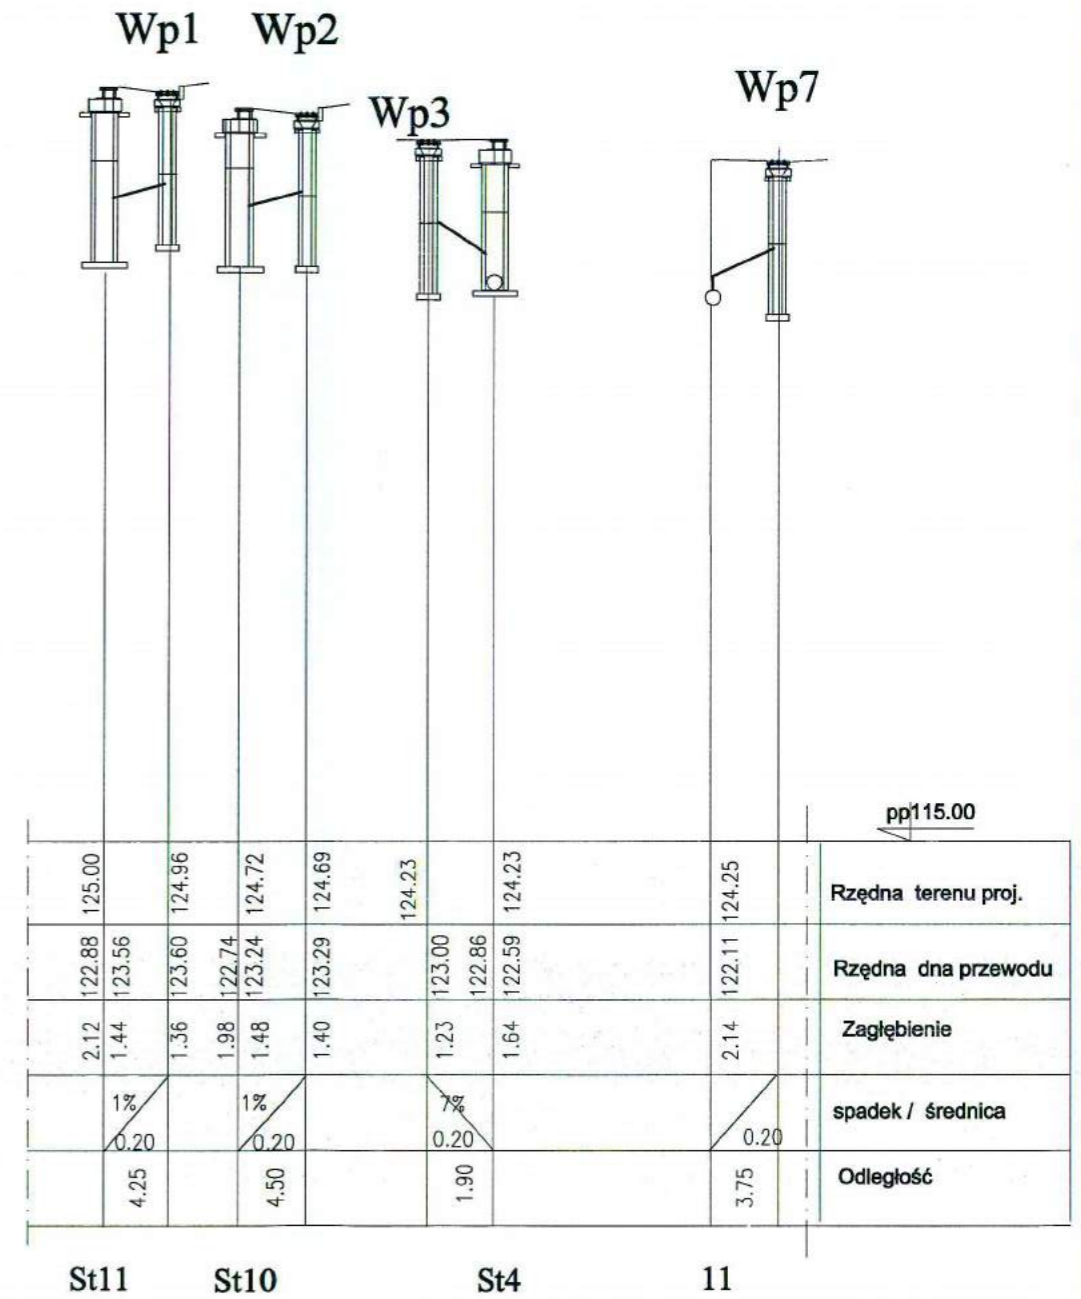 Wp1 Wp2
Wp3
Wp7
pp115.00
125.00 124.96 124.72 124.69 124.23 124.23 124.25 Rzędna terenu proj.
122.88 123.56 123.60 122.74 123.24 123.29 123.00 122.86 122.59 122.11 Rzędna dna przewodu
2.12 1.44 1.36 1.98 1.48 1.40 1.23 1.64 2.14 Zagłębienie
1% 1% 7% spadek / średnica
0.20 0.20 0.20 0.20
4.25 4.50 1.90 3.75 Odległość
St11 St10 St4 11